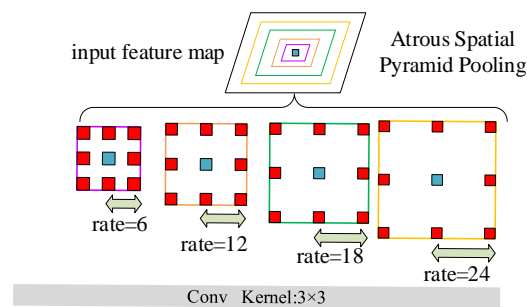 input feature map
Atrous Spatial
Pyramid Pooling
rate=6
rate=12
rate=18
rate=24
Conv Kernel:3×3